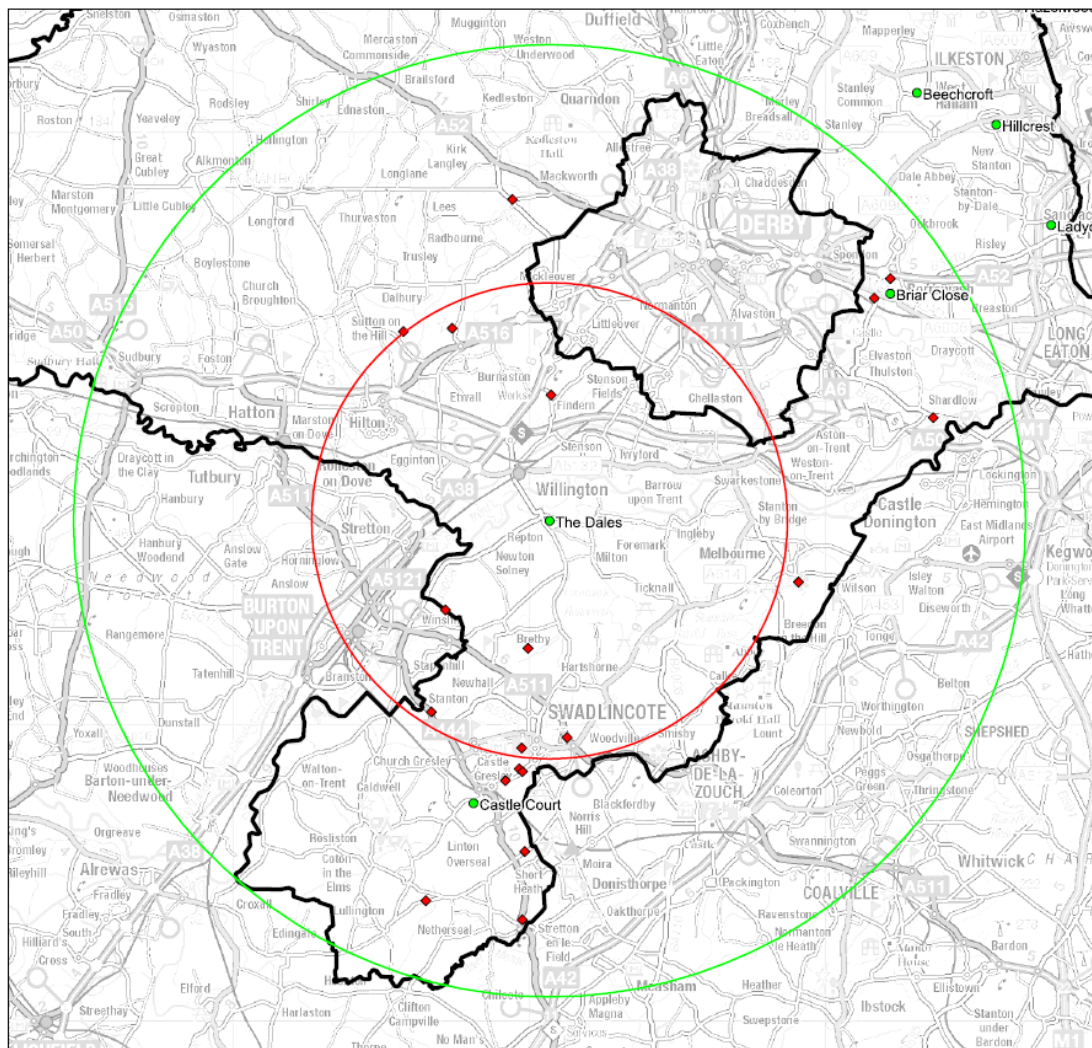 Mugginton
Weston
Underwood
Duffield
Coxbench
Mapperley
Snelston
Wyaston
Mercaston
Commonside
Little
Eaton
ILKESTON
Brailsford
A6
Roston
Rodsley
Shirley
Ednaston
Kedleston
Quarndon
Morley
Breadsall
Stanley
Common
Beechcroft
Hallam
Yeaveley
Hollington
A52
Stanley
Hillcrest
Great
Cubley
Alkmonton
Kirk
Langley
Kedleston
Hall
Allestree
New
Stanton
Longlane
Mackworth
A38
Chaddesden
Dale Abbey
Stanton
by-Dale
Marston
Montgomery
Little Cubley
Longford
Thurvaston
Lees
DERBY
Ockbrook
Somersal
Herbert
Radbourne
Risley
Boylestone
Trusley
Spondon
A52
Mickleover
Church
Broughton
Dalbury
Normanton
Briar Close
Breaston
A50
Sutton on
the Hill
A516
Littleover
Alvaston
LONG
EATON
Sudbury
Foston
Elvaston
Draycott
Burnaston
Stenson
Fields
A6
Thulston
Scropton
Hatton
Etwall
Works
Findern
Chellaston
Shardlow
Marston
on-Dove
Hilton
Stenson
Aston
on-Trent
A50
Draycott in
the Clay
Tutbury
Egginton
Twyford
Weston-
on-Trent
Lockington
Rolleston
on Dove
A38
Willington
Barrow
upon Trent
Swarkestone
Hemington
Hanbury
A511
Castle
Donington
Stretton
The Dales
Stanton
by Bridge
East Midlands
Airport
Hanbury
Woodend
Anslow
Gate
Repton
Foremark
Ingleby
Melbourne
Kegworth
Horninglow
Newton
Solney
Milton
Needwood
Anslow
A5121
Ticknall
Wilson
Isley
Walton
Diseworth
BURTON
UPON
TRENT
Winshill
Breedon
on the Hill
Rangemore
Bretby
Tonge
A42
Tatenhill
Stapenhill
Hartshorne
Branston
Newhall
A511
Belton
Stanton
Dunstall
SWADLINCOTE
Worthington
Yoxall
Woodville
Smisby
Lount
Newbold
SHEPSHED
Church Gresley
Castle
Gresley
ASHBY-
DE-LA-
ZOUCH
Osgathorpe
Woodhouses
Barton-under-
Needwood
Walton-
on-Trent
Caldwell
Peggs
Green
Thringstone
Castle Court
Blackfordby
Coleorton
Orgreave
Rosliston
Norris
Hill
Swannington
Alrewas
A38
Coton
in the
Elms
Linton
Overseal
Moira
Whitwick
Fradley
Short
Heath
Donisthorpe
Packington
COALVILLE
A511
Croxall
Lullington
Oakthorpe
Ravenstone
Edingale
Netherseal
Stretton
en le
Field
Normanton
le Heath
Bardon
Hilliard's
Cross
A42
Measham
Heather
Elford
Chilcote
Appleby
Magna
Ibstock
Ellistown
Streethay
Harlaston
Clifton
Campville
Swepstone
Stanton
under
Bardon
No Man's
M1